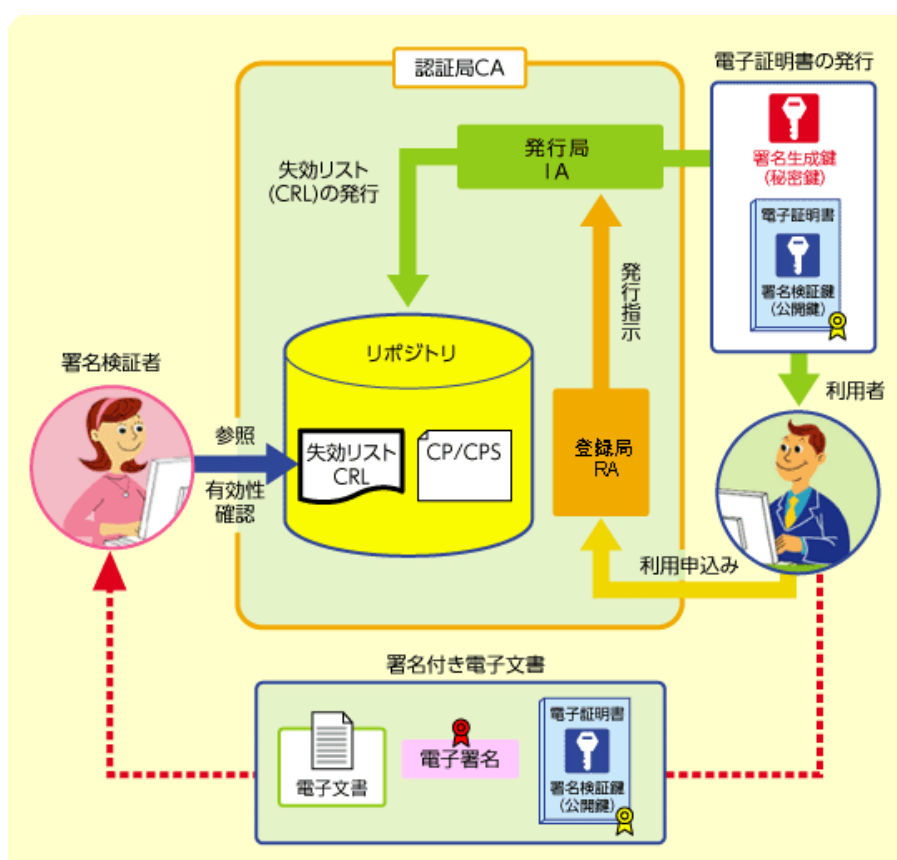 認証局CA
電子証明書の発行
発行局
IA
失効リスト
(CRL)の発行
署名生成鍵
(秘密鍵)
電子証明書
署名検証鍵
(公開鍵)
発行指示
リポジトリ
署名検証者
利用者
参照
有効性
確認
失効リスト
CRL
CP/CPS
登録局
RA
利用申込み
署名付き電子文書
電子文書
電子署名
電子証明書
署名検証鍵
(公開鍵)